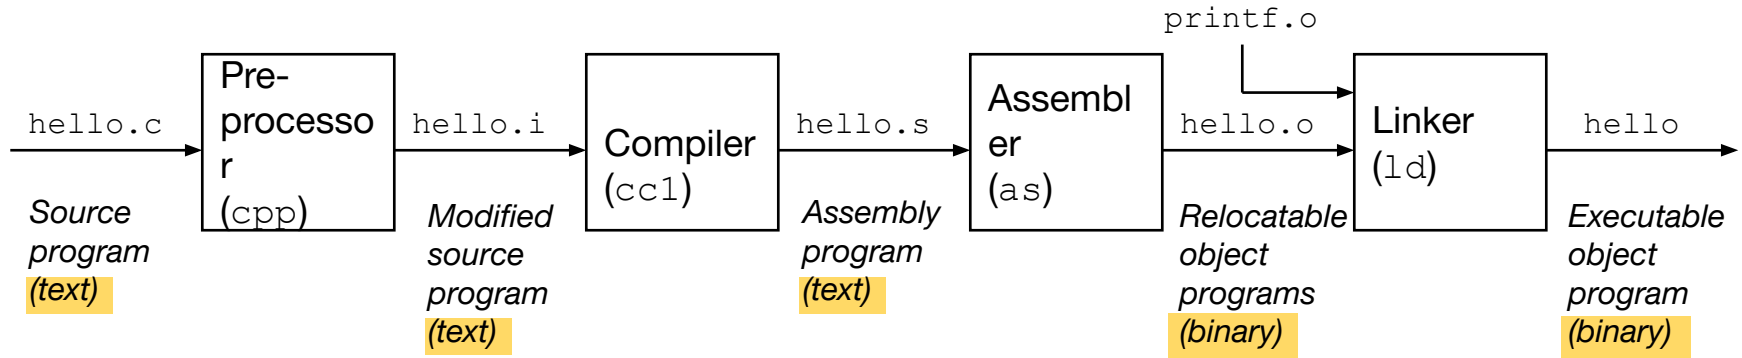 printf.o
hello.c
Pre-
processo
r
(cpp)
hello.i
Compiler
(cc1)
hello.s
Assembl
er
(as)
hello.o
Linker
(ld)
hello
Source
program
(text)
Modified
source
program
(text)
Assembly
program
(text)
Relocatable
object
programs
(binary)
Executable
object
program
(binary)